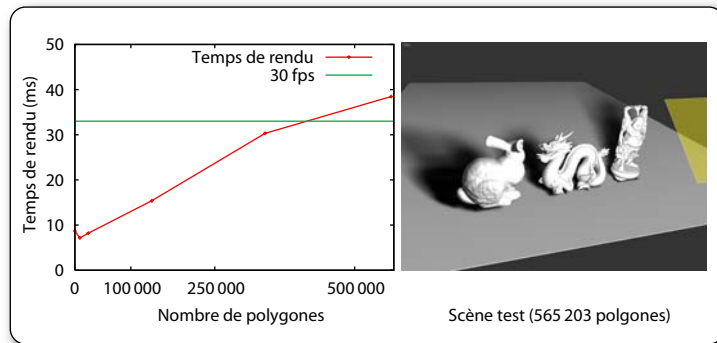 50
40
30
20
10
0
Temps de rendu (ms)
Temps de rendu
30 fps
0
100 000
250 000
500 000
Nombre de polygones
Scène test (565 203 polgones)